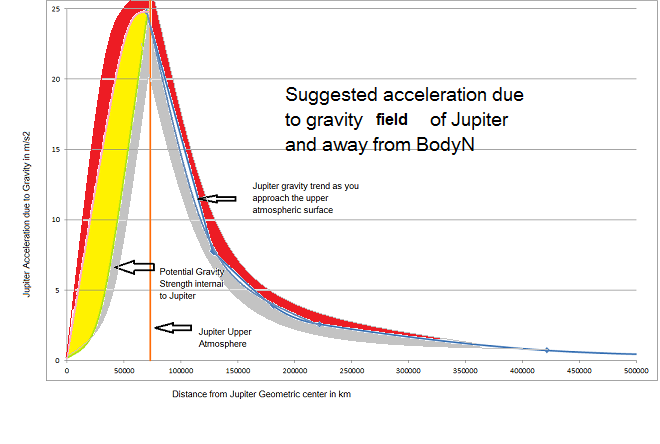 25
20
15
10
5
0
Jupiter Acceleration due to Gravity in m/s2
Suggested acceleration due
to gravity field of Jupiter
and away from BodyN
Jupiter gravity trend as you
approach the upper
atmospheric surface
Potential Gravity
Strength internal
to Jupiter
Jupiter Upper
Atmosphere
0 50000 100000 150000 200000 250000 300000 350000 400000 450000 500000
Distance from Jupiter Geometric center in km